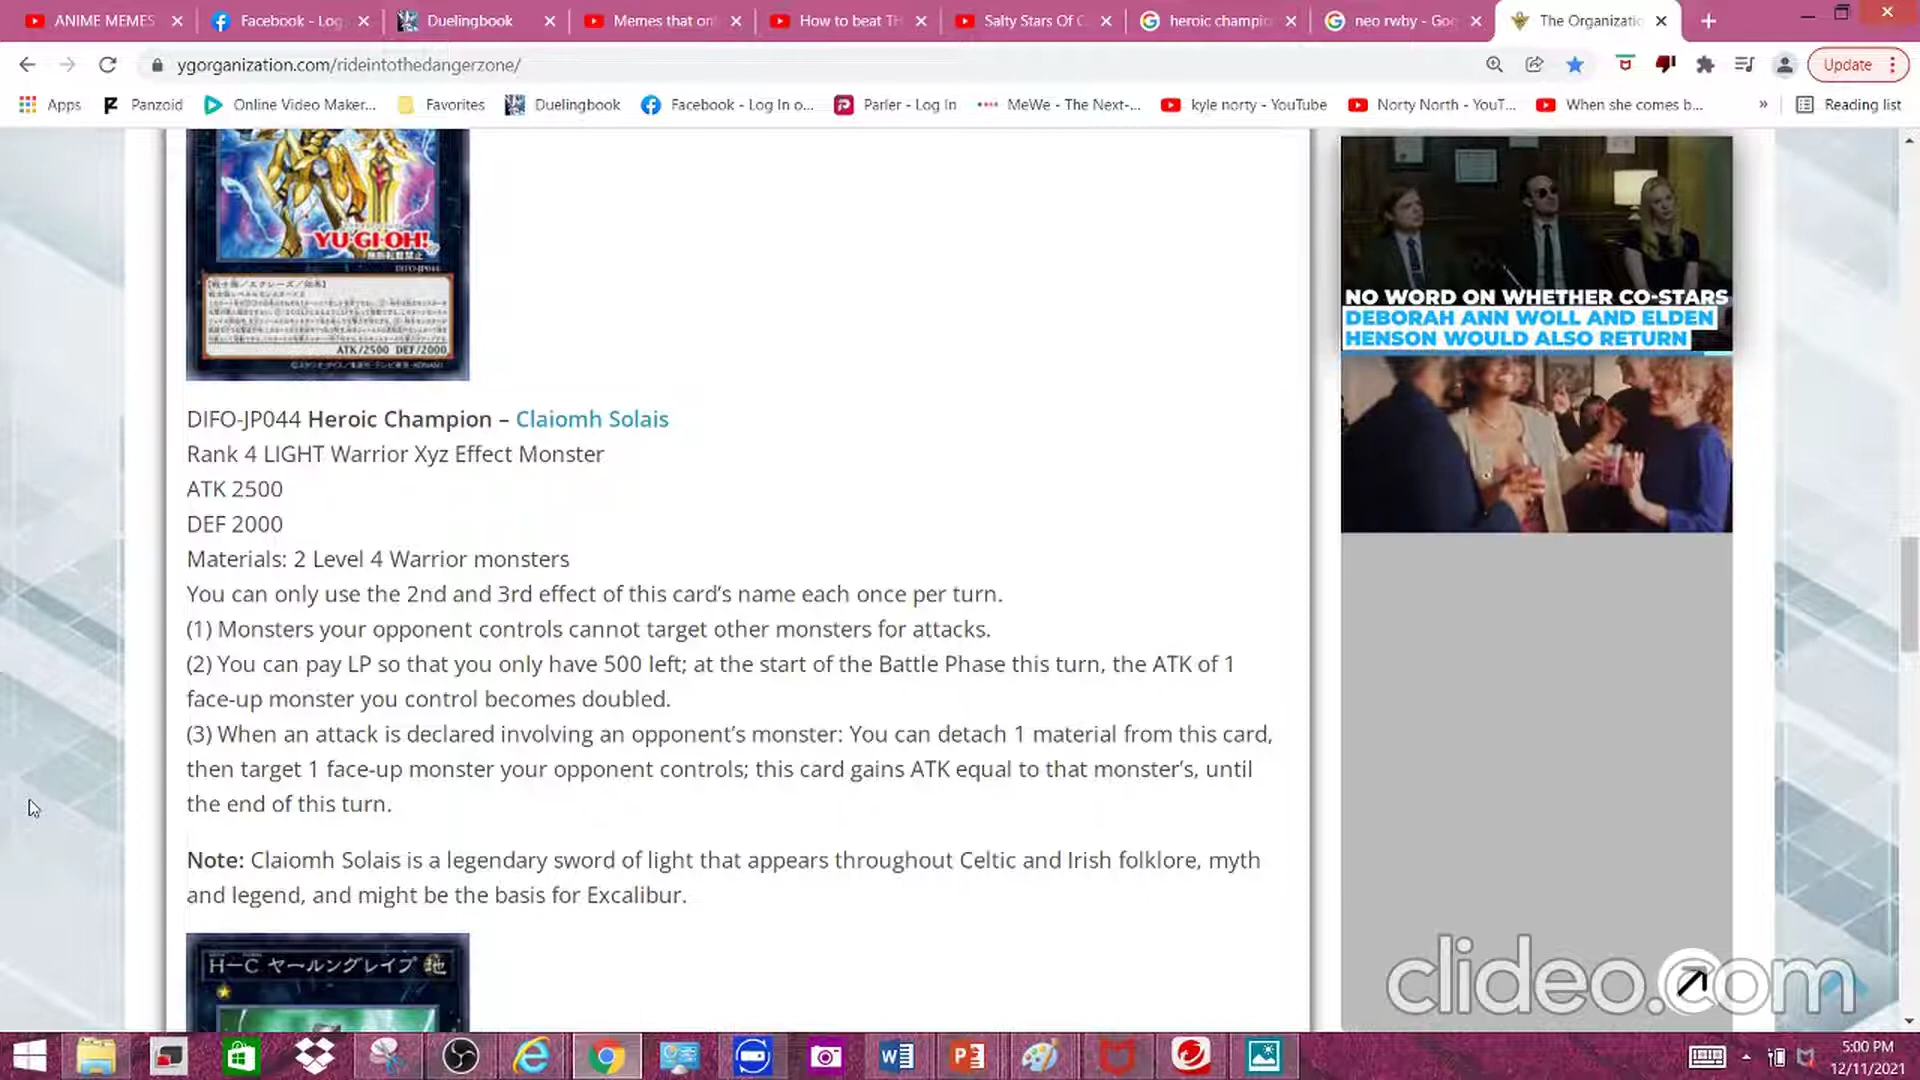 ANIME MEMES
Facebook - Log
Duelingbook
Memes that on
How to beat TH
Salty Stars Of C
heroic champi
neo rwby - Goo
The Organizatio
ygorganization.com/rideintothedangerzone/
Update
Apps
Panzoid
Online Video Maker...
Favorites
Duelingbook
Facebook - Log In o...
Parler - Log In
MeWe - The Next-...
kyle norty - YouTube
Norty North - YouT...
When she comes b...
»
Reading list
YU-GI-OH!
無断転載禁止
DIFO-JP044
ATK/2500 DEF/2000
DIFO-JP044 Heroic Champion – Claiomh Solais
Rank 4 LIGHT Warrior Xyz Effect Monster
ATK 2500
DEF 2000
Materials: 2 Level 4 Warrior monsters
You can only use the 2nd and 3rd effect of this card’s name each once per turn.
(1) Monsters your opponent controls cannot target other monsters for attacks.
(2) You can pay LP so that you only have 500 left; at the start of the Battle Phase this turn, the ATK of 1
face-up monster you control becomes doubled.
(3) When an attack is declared involving an opponent’s monster: You can detach 1 material from this card,
then target 1 face-up monster your opponent controls; this card gains ATK equal to that monster’s, until
the end of this turn.
Note: Claiomh Solais is a legendary sword of light that appears throughout Celtic and Irish folklore, myth
and legend, and might be the basis for Excalibur.
H-C ヤールングレイプ 地
NO WORD ON WHETHER CO-STARS
DEBORAH ANN WOLL AND ELDEN
HENSON WOULD ALSO RETURN
clideo.com
5:00 PM
12/11/2021